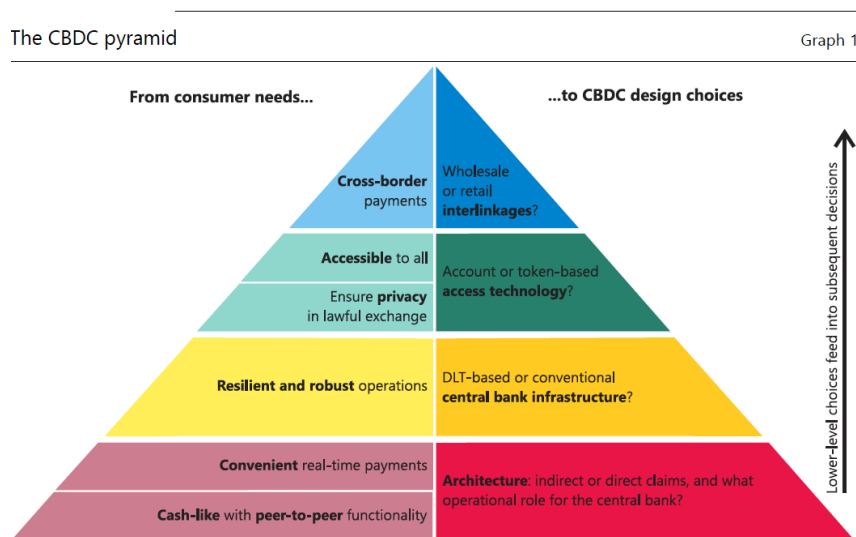 The CBDC pyramid
Graph 1
From consumer needs...
...to CBDC design choices
Cross-border
payments
Wholesale
or retail
interlinkages?
Accessible to all
Ensure privacy
in lawful exchange
Account or token-based
access technology?
Resilient and robust operations
DLT-based or conventional
central bank infrastructure?
Convenient real-time payments
Cash-like with peer-to-peer functionality
Architecture: indirect or direct claims, and what
operational role for the central bank?
Lower-level choices feed into subsequent decisions